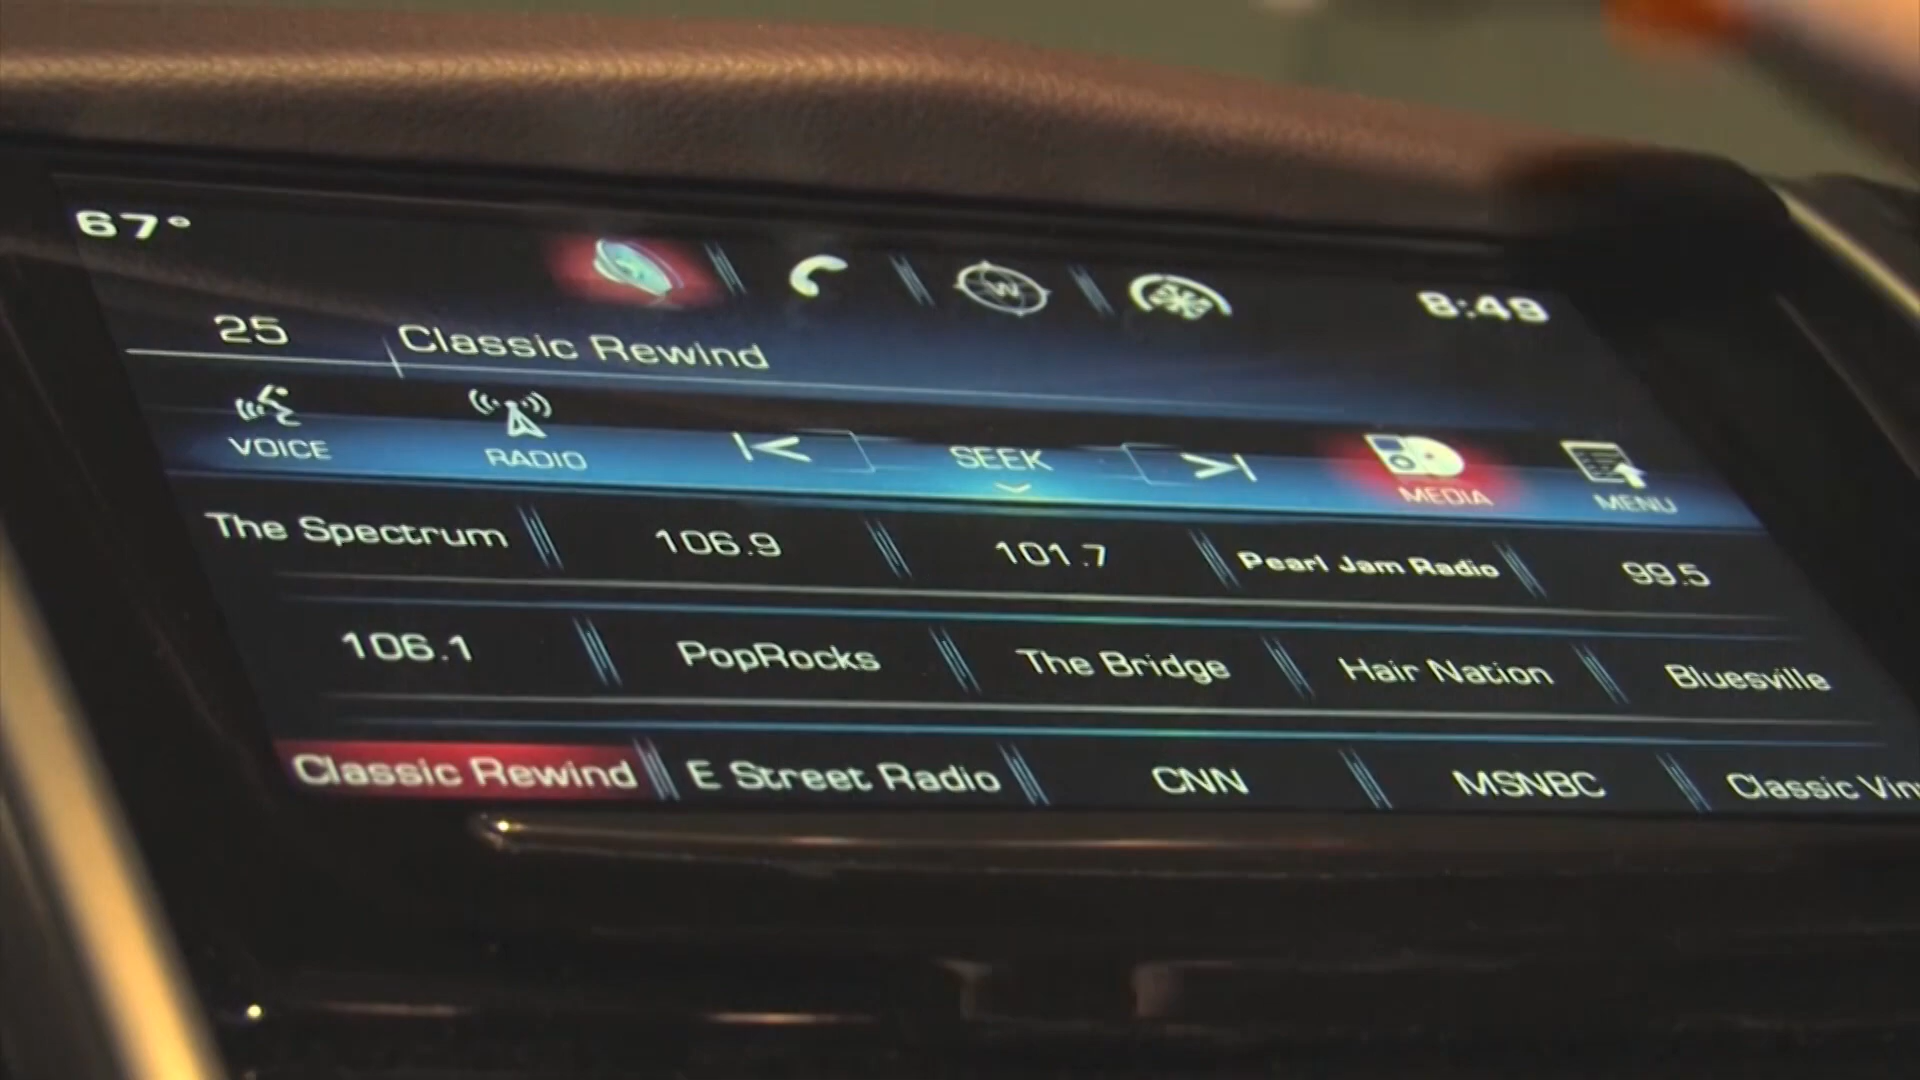 67°
W
8:49
25 Classic Rewind
VOICE RADIO SEEK MEDIA MENU
The Spectrum 106.9 101.7 Pearl Jam Radio 99.5
106.1 PopRocks The Bridge Hair Nation Bluesville
Classic Rewind E Street Radio CNN MSNBC Classic